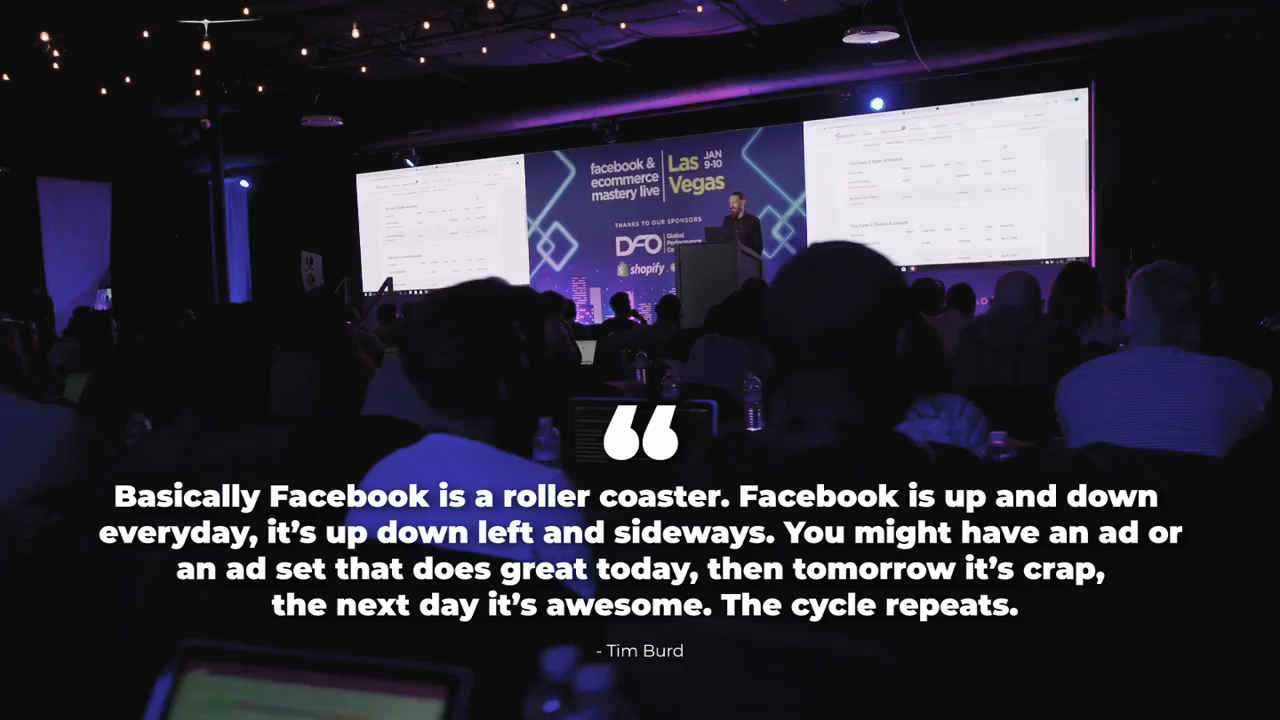 facebook &
ecommerce
mastery live
Las
Vegas
JAN
9-10
THANKS TO OUR SPONSORS
DFO
Global
Performance
shopify
“
Basically Facebook is a roller coaster. Facebook is up and down
everyday, it’s up down left and sideways. You might have an ad or
an ad set that does great today, then tomorrow it’s crap,
the next day it’s awesome. The cycle repeats.
- Tim Burd